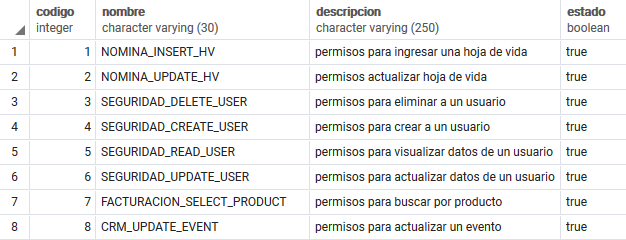 codigo nombre descripcion estado
integer character varying (30) character varying (250) boolean
1 1 NOMINA_INSERT_HV permisos para ingresar una hoja de vida true
2 2 NOMINA_UPDATE_HV permisos actualizar hoja de vida true
3 3 SEGURIDAD_DELETE_USER permisos para eliminar a un usuario true
4 4 SEGURIDAD_CREATE_USER permisos para crear a un usuario true
5 5 SEGURIDAD_READ_USER permisos para visualizar datos de un usuario true
6 6 SEGURIDAD_UPDATE_USER permisos para actualizar datos de un usuario true
7 7 FACTURACION_SELECT_PRODUCT permisos para buscar por producto true
8 8 CRM_UPDATE_EVENT permisos para actualizar un evento true